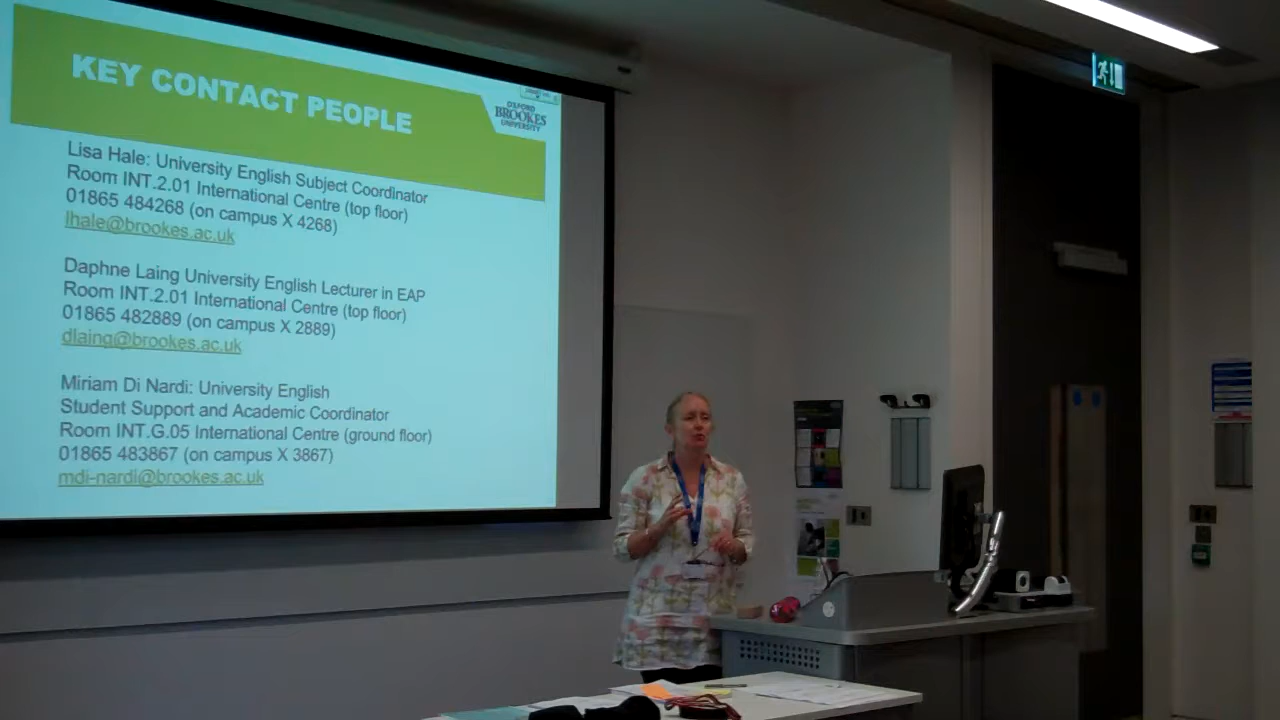 KEY CONTACT PEOPLE
OXFORD
BROOKES
UNIVERSITY
Lisa Hale: University English Subject Coordinator
Room INT.2.01 International Centre (top floor)
01865 484268 (on campus X 4268)
lhale@brookes.ac.uk
Daphne Laing University English Lecturer in EAP
Room INT.2.01 International Centre (top floor)
01865 482889 (on campus X 2889)
dlaing@brookes.ac.uk
Miriam Di Nardi: University English
Student Support and Academic Coordinator
Room INT.G.05 International Centre (ground floor)
01865 483867 (on campus X 3867)
mdi-nardi@brookes.ac.uk